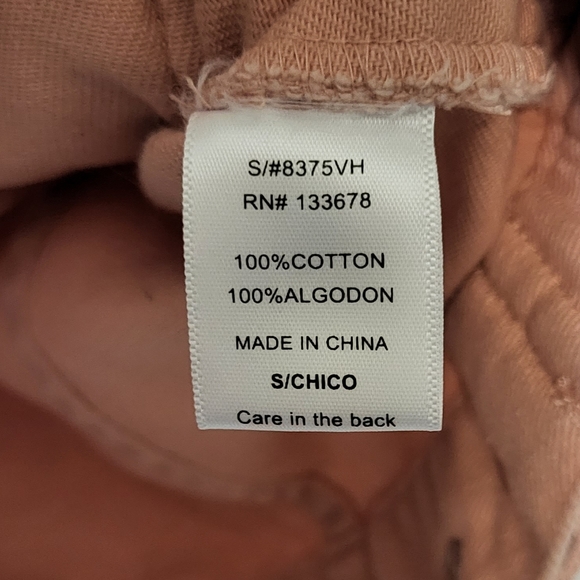 S/#8375VH
RN# 133678
100%COTTON
100%ALGODON
MADE IN CHINA
S/CHICO
Care in the back